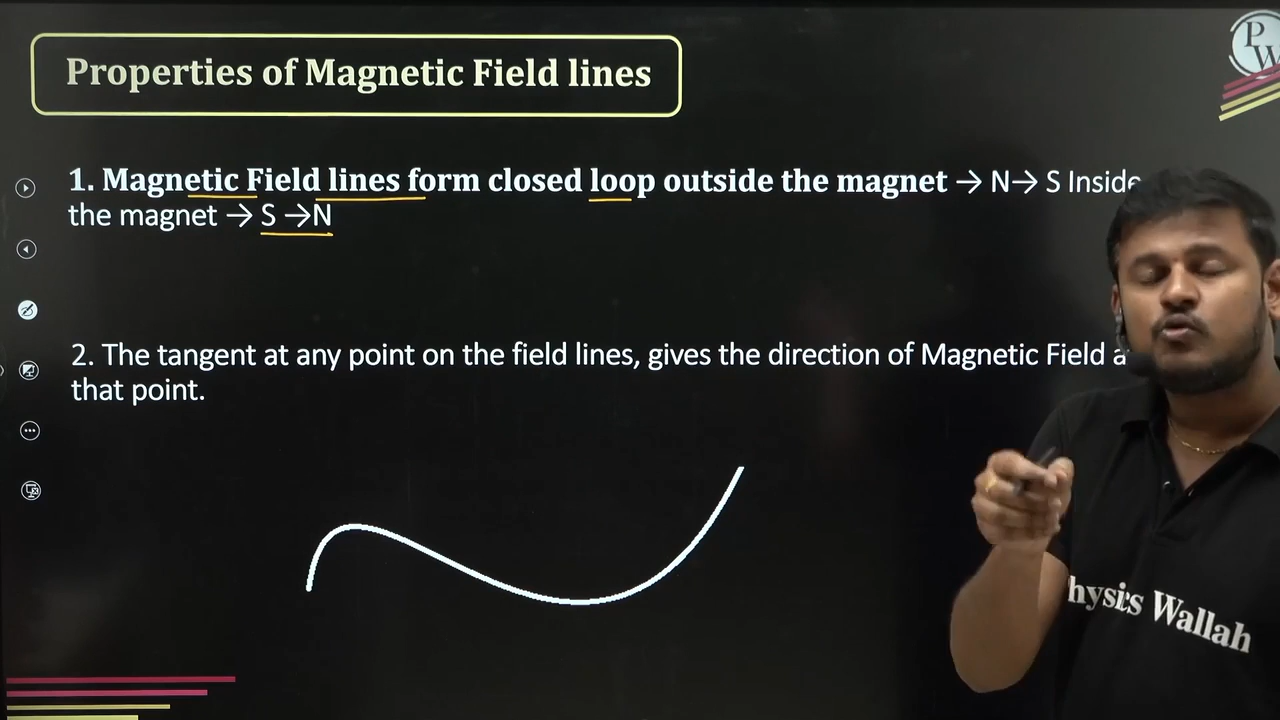 Properties of Magnetic Field lines
P
W
1. Magnetic Field lines form closed loop outside the magnet → N→ S Inside
the magnet → S →N
2. The tangent at any point on the field lines, gives the direction of Magnetic Field
that point.
Wallah